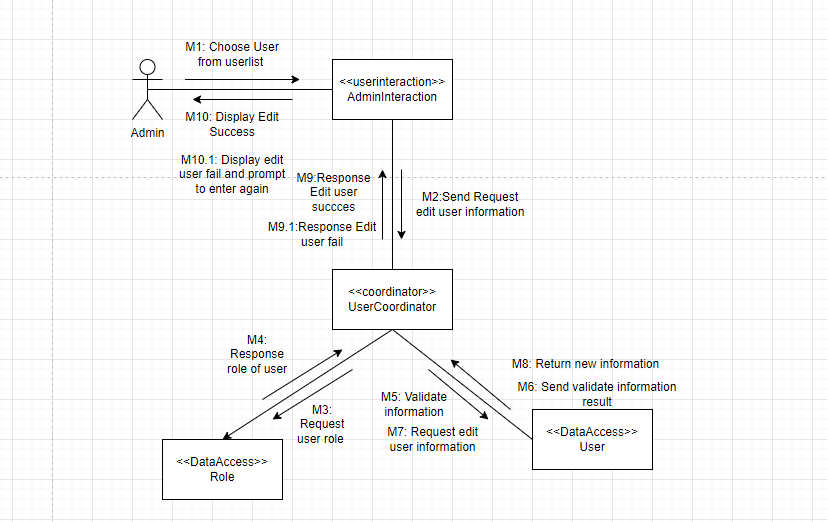 M1: Choose User
from userlist
<<userinteraction>>
AdminInteraction
Admin
M10: Display Edit
Success
M10.1: Display edit
user fail and prompt
to enter again
M9:Response
Edit user
succces
M9.1:Response Edit
user fail
M2:Send Request
edit user information
<<coordinator>>
UserCoordinator
M4:
Response
role of user
M3:
Request
user role
M8: Return new information
M6: Send validate information
result
M5: Validate
information
M7: Request edit
user information
<<DataAccess>>
Role
<<DataAccess>>
User